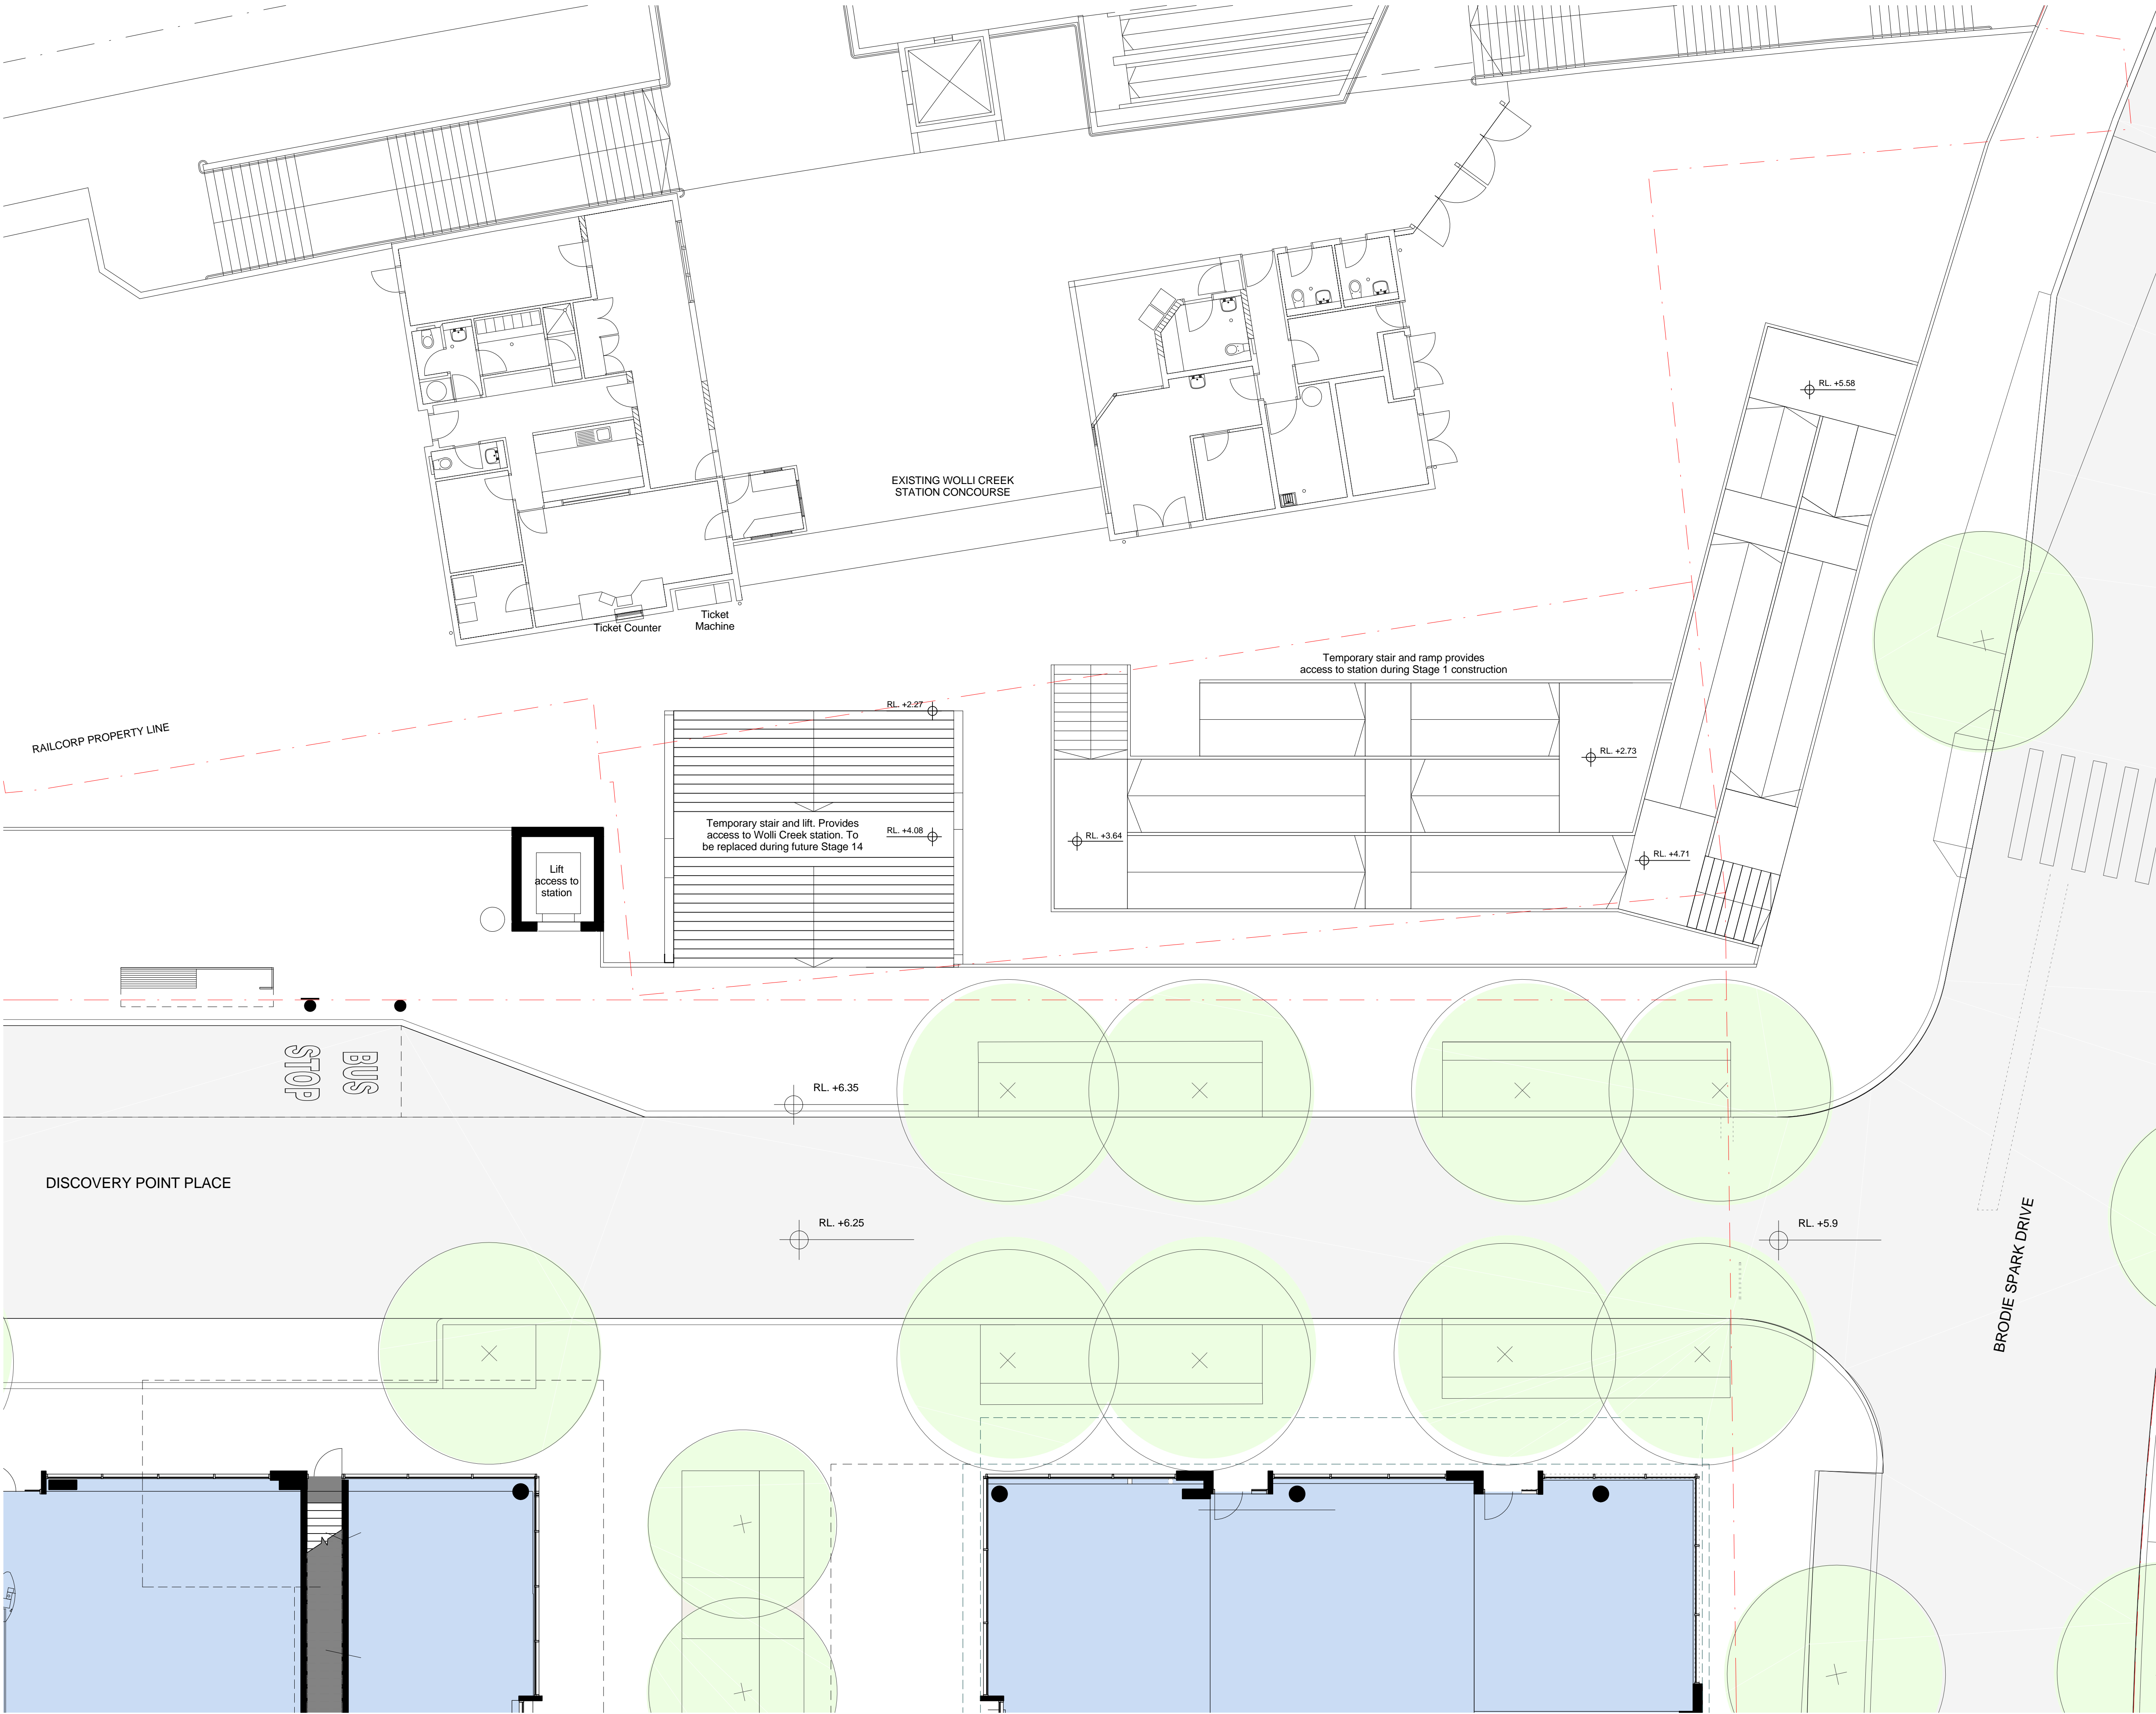 RL. +5.58
EXISTING WOLLI CREEK
STATION CONCOURSE
Ticket Counter
Ticket
Machine
Temporary stair and ramp provides
access to station during Stage 1 construction
RAILCORP PROPERTY LINE
RL. +2.27
RL. +2.73
Temporary stair and lift. Provides
access to Wolli Creek station. To
be replaced during future Stage 14
RL. +4.08
RL. +3.64
RL. +4.71
Lift
access to
station
BUS
STOP
RL. +6.35
DISCOVERY POINT PLACE
RL. +6.25
RL. +5.9
BRODIE SPARK DRIVE